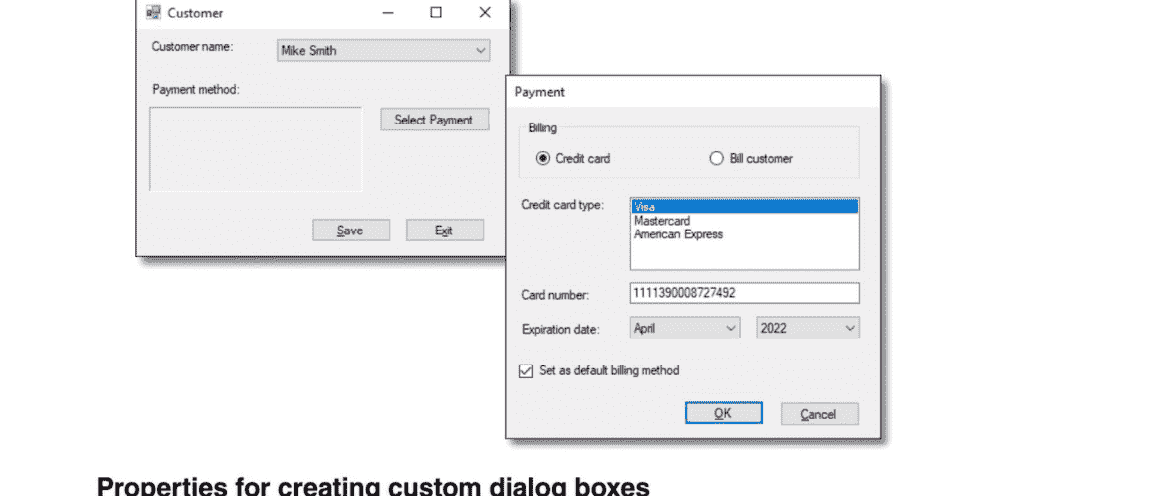 Customer
Customer name:
Mike Smith
Payment method:
Select Payment
Save
Exit
Payment
Billing
Credit card
Bill customer
Credit card type:
Visa
Mastercard
American Express
Card number:
1111390008727492
Expiration date:
April
2022
Set as default billing method
OK
Cancel
Properties for creating custom dialog boxes